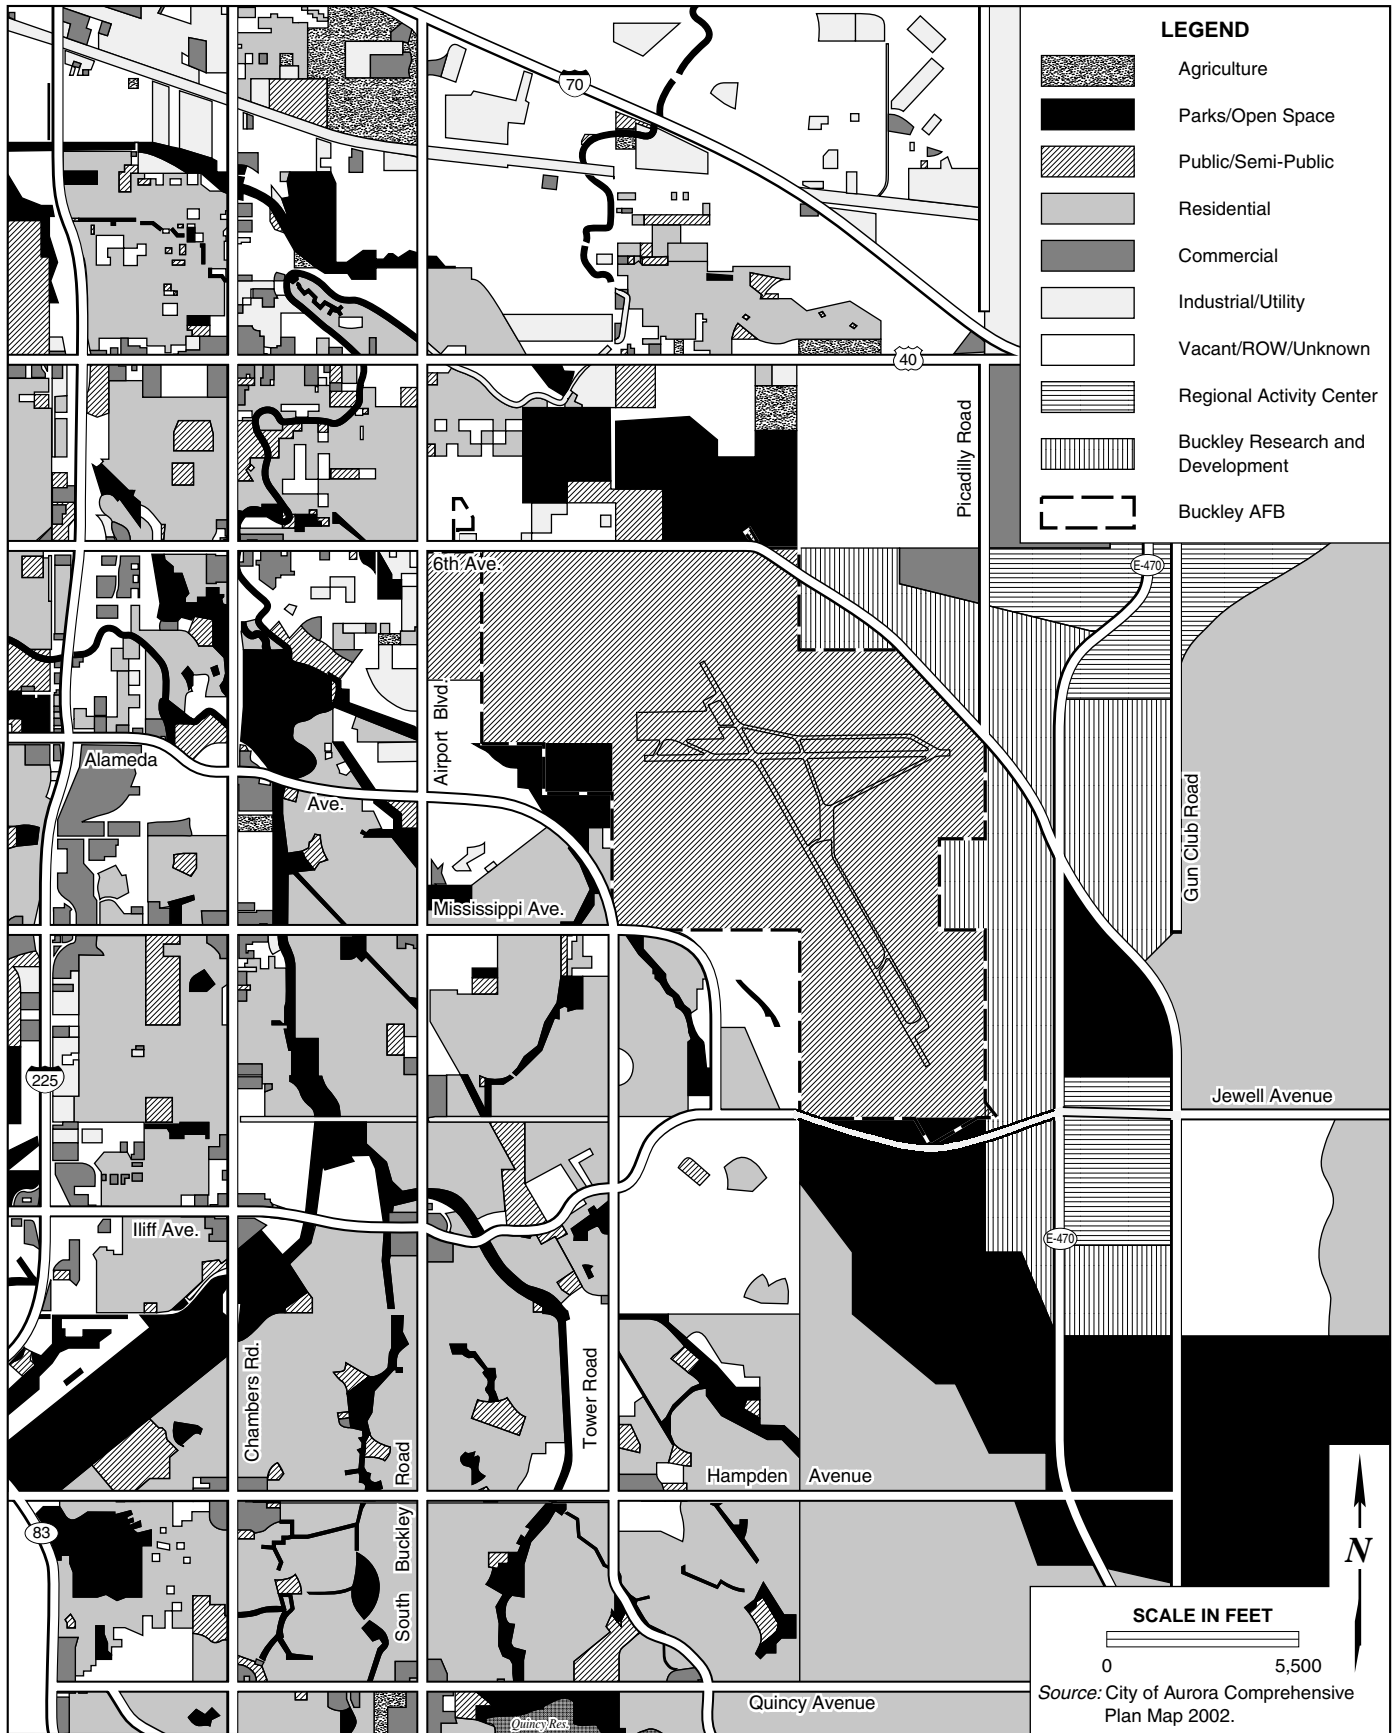 LEGEND
Agriculture
Parks/Open Space
Public/Semi-Public
Residential
Commercial
Industrial/Utility
Vacant/ROW/Unknown
Regional Activity Center
Buckley Research and
Development
Buckley AFB
70
40
Picadilly Road
6th Ave.
E-470
Airport Blvd.
Alameda
Ave.
Gun Club Road
Mississippi Ave.
225
Jewell Avenue
Iliff Ave.
E-470
Chambers Rd.
Tower Road
South Buckley Road
Hampden Avenue
83
N
SCALE IN FEET
0 5,500
Source: City of Aurora Comprehensive
Plan Map 2002.
Quincy Avenue
Quincy Res.